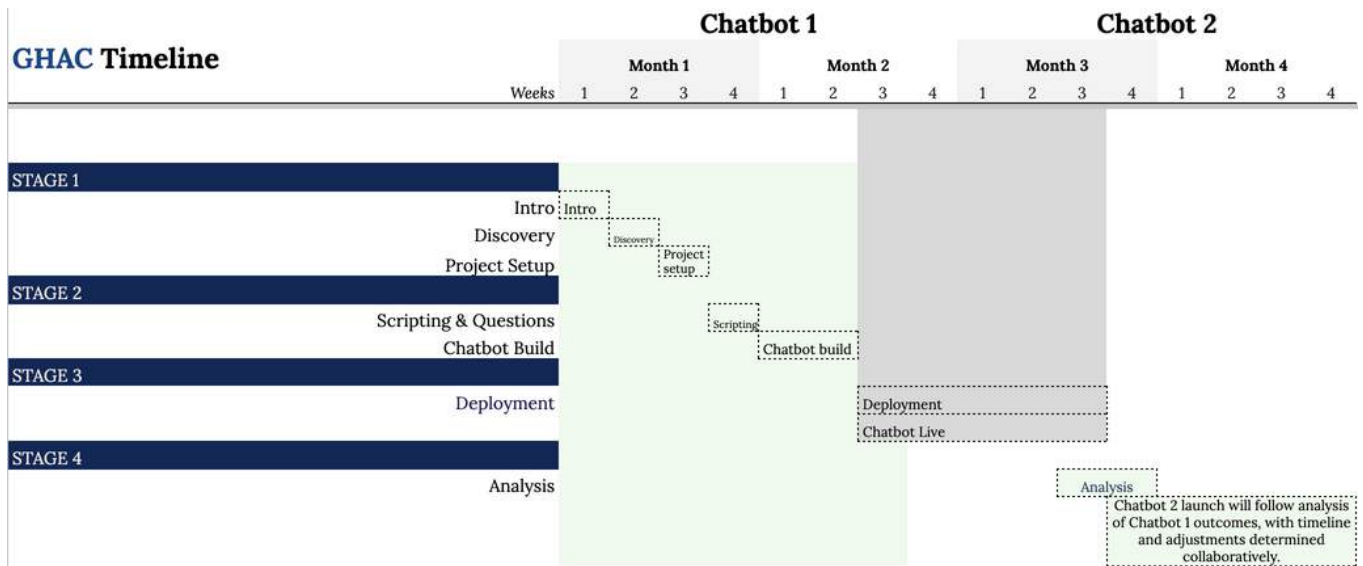 Chatbot 1 Chatbot 2
GHAC Timeline
Month 1 Month 2 Month 3 Month 4
Weeks 1 2 3 4 1 2 3 4 1 2 3 4 1 2 3 4
STAGE 1
Intro Intro
Discovery Discovery
Project Setup Project setup
STAGE 2
Scripting & Questions Scripting
Chatbot Build Chatbot build
STAGE 3
Deployment Deployment
Chatbot Live
STAGE 4
Analysis Analysis
Chatbot 2 launch will follow analysis
of Chatbot 1 outcomes, with timeline
and adjustments determined
collaboratively.